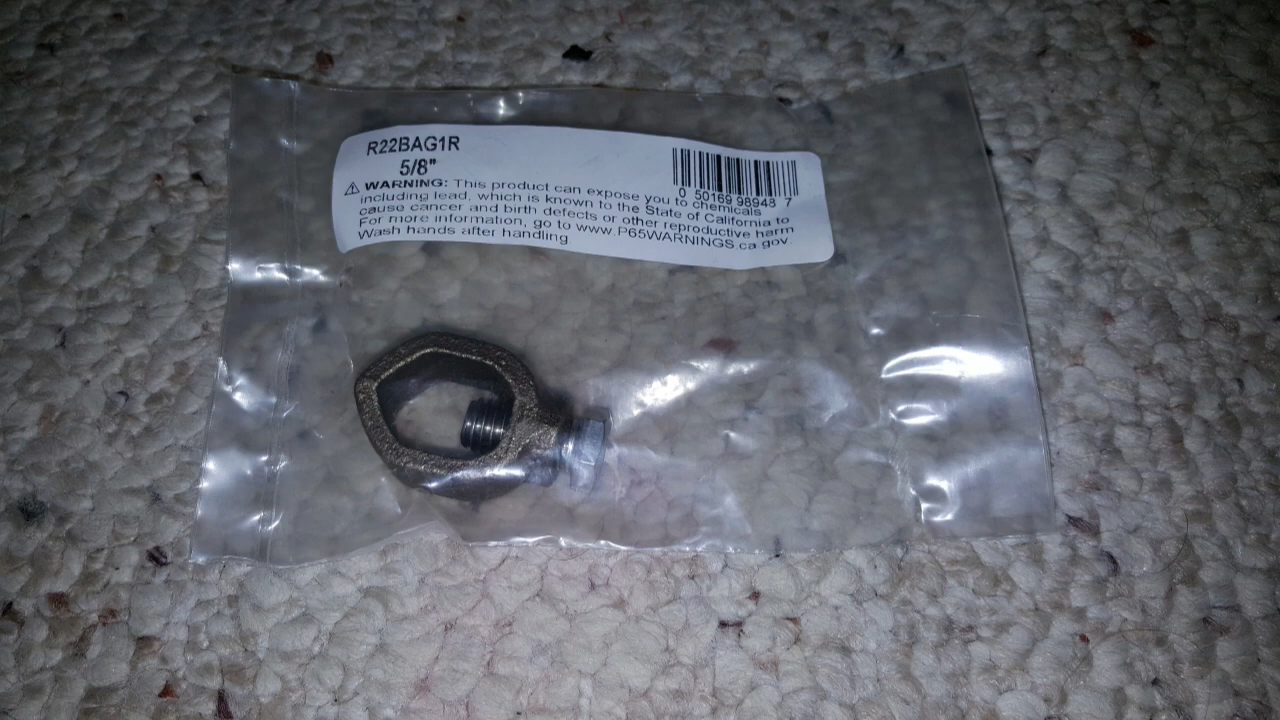 R22BAG1R
5/8"
⚠ WARNING: This product can expose you to chemicals
including lead, which is known to the State of California to
cause cancer and birth defects or other reproductive harm
For more information, go to www.P65WARNINGS.ca.gov.
Wash hands after handling
0 50169 98948 7